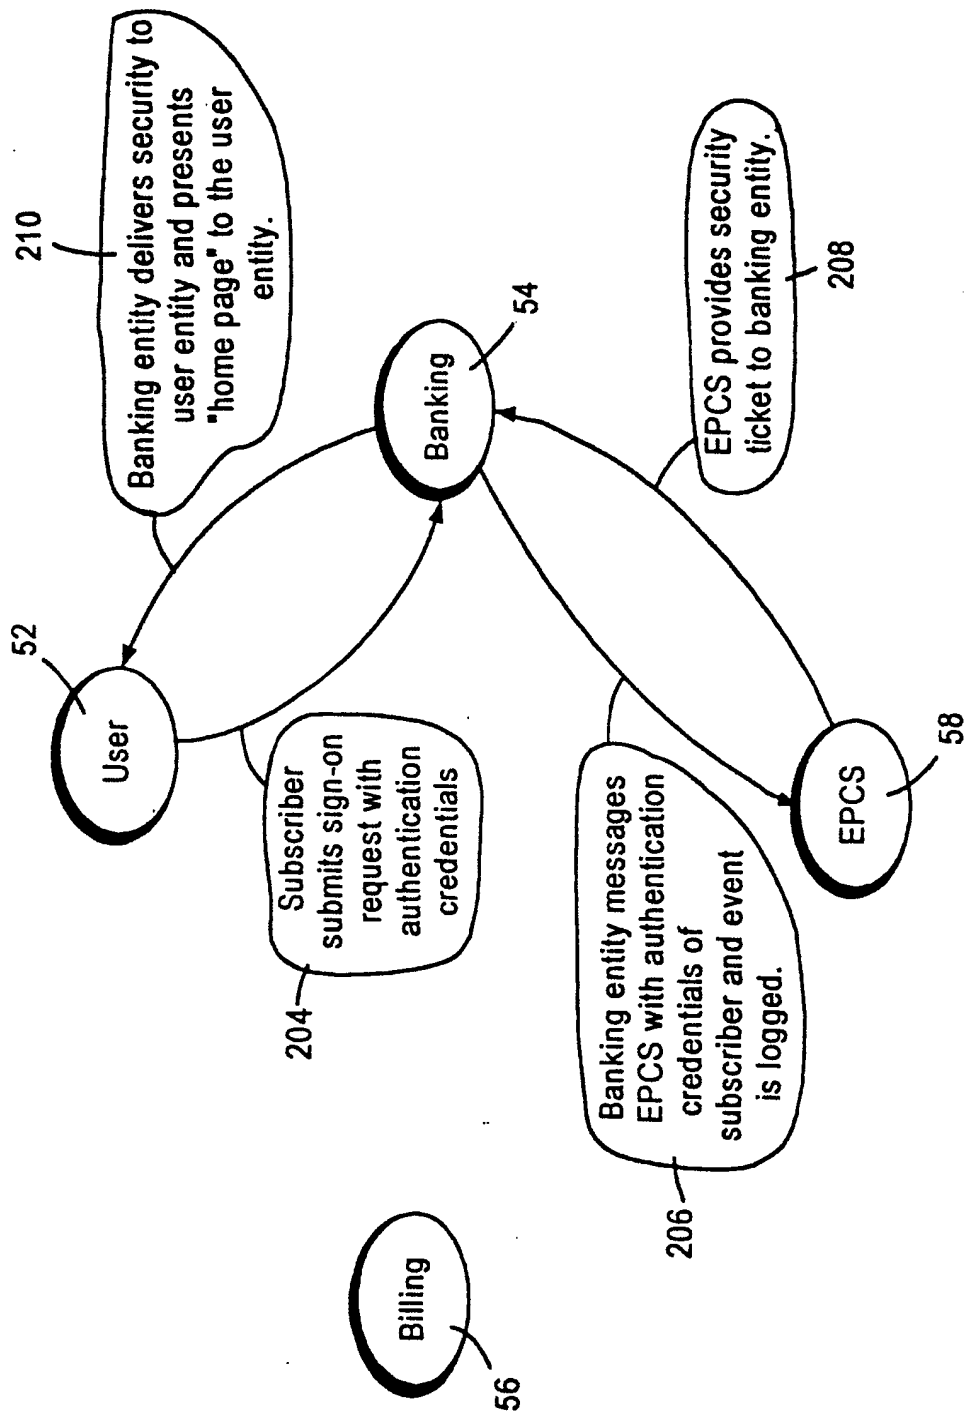 210
Banking entity delivers security to
user entity and presents
"home page" to the user
entity.
52
User
Banking
54
Subscriber
submits sign-on
request with
authentication
credentials
204
EPCS provides security
ticket to banking entity.
208
Banking entity messages
EPCS with authentication
credentials of
subscriber and event
is logged.
206
EPCS
58
Billing
56